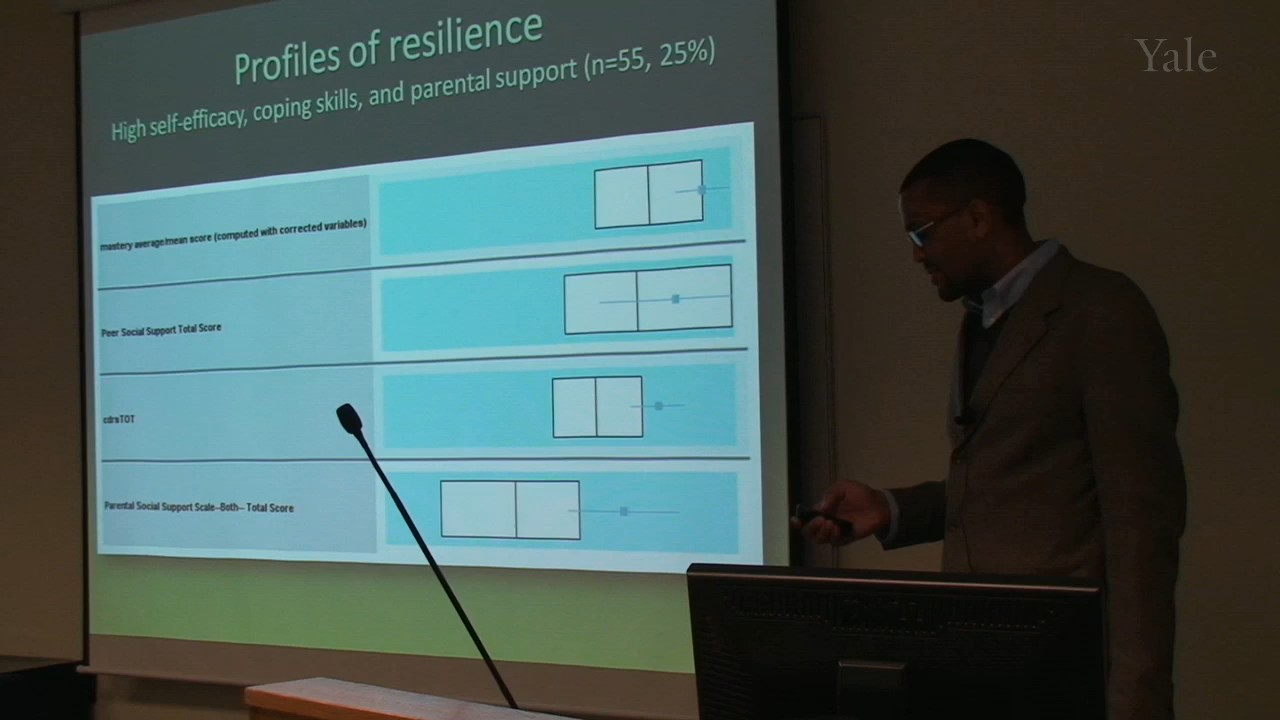 Profiles of resilience
Yale
High self-efficacy, coping skills, and parental support (n=55, 25%)
mastery average/mean score (computed with corrected variables)
Peer Social Support Total Score
cdrsTOT
Parental Social Support Scale--Both-- Total Score